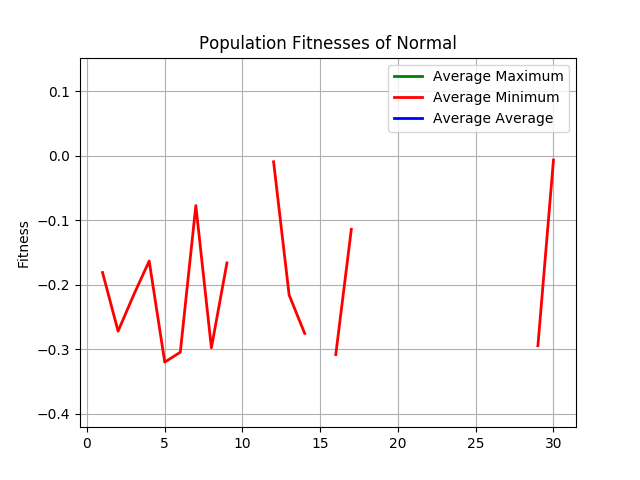 Population Fitnesses of Normal
Average Maximum
Average Minimum
Average Average
Fitness
0.1
0.0
−0.1
−0.2
−0.3
−0.4
0 5 10 15 20 25 30